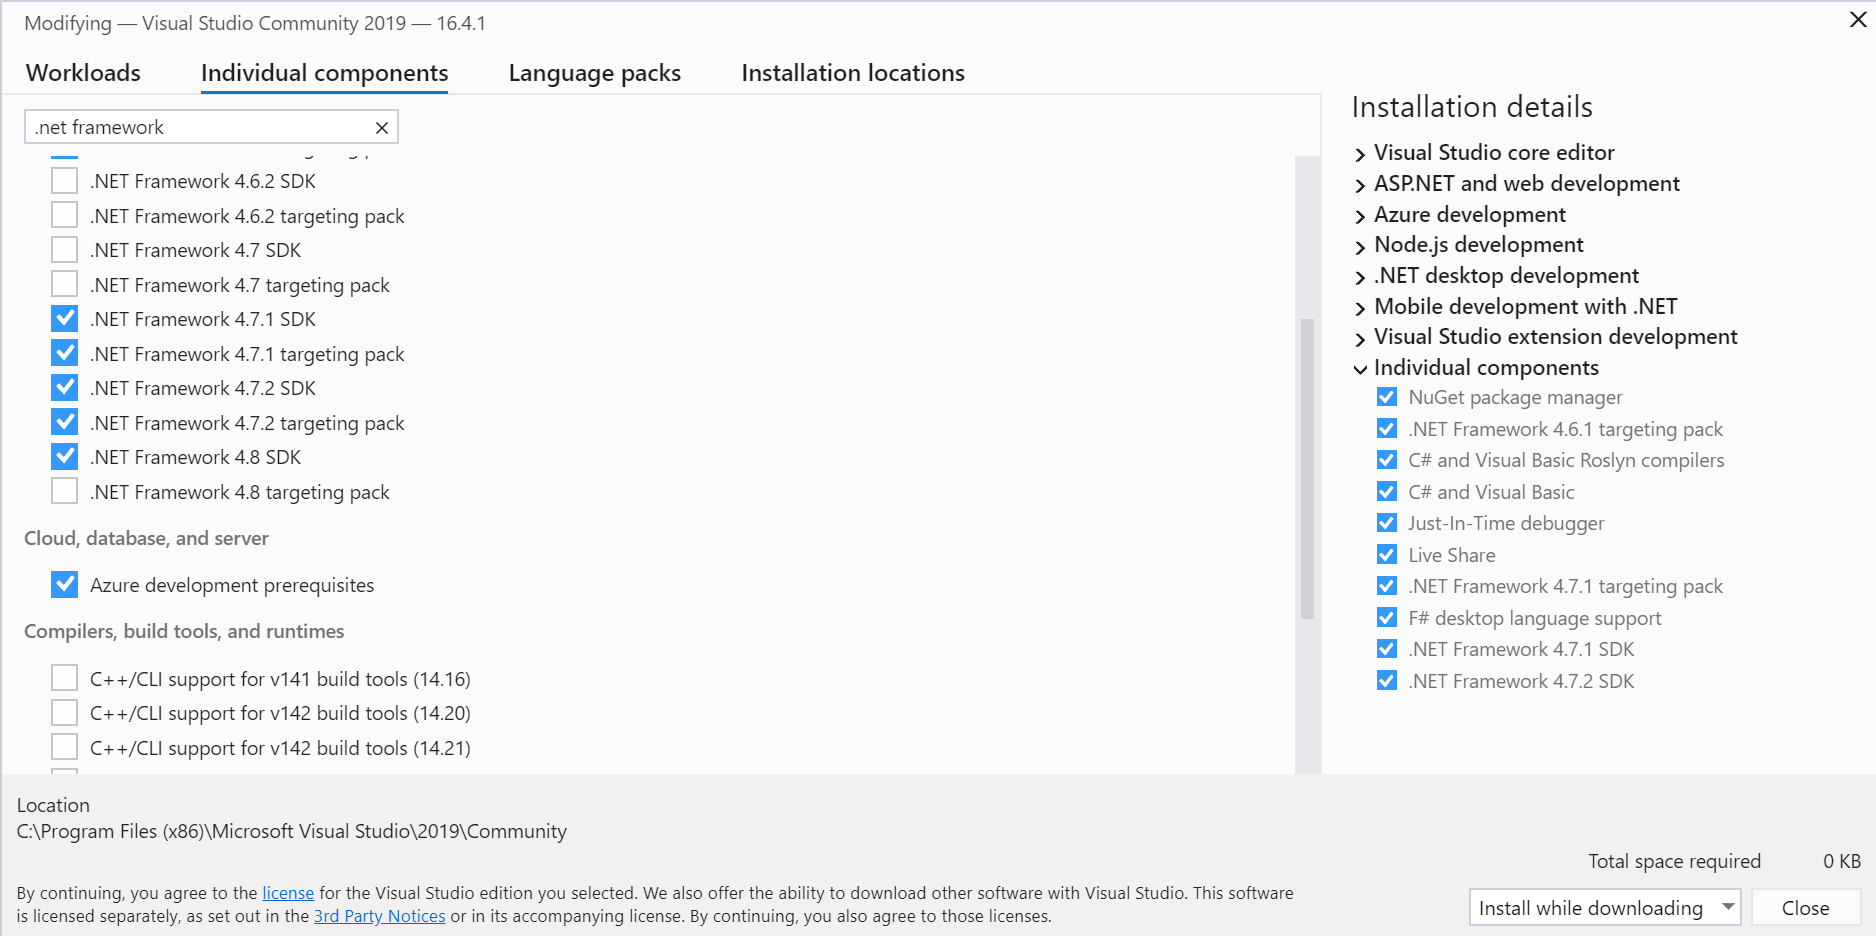 Modifying — Visual Studio Community 2019 — 16.4.1
Workloads
Individual components
Language packs
Installation locations
.net framework
.NET Framework 4.6.2 SDK
.NET Framework 4.6.2 targeting pack
.NET Framework 4.7 SDK
.NET Framework 4.7 targeting pack
.NET Framework 4.7.1 SDK
.NET Framework 4.7.1 targeting pack
.NET Framework 4.7.2 SDK
.NET Framework 4.7.2 targeting pack
.NET Framework 4.8 SDK
.NET Framework 4.8 targeting pack
Cloud, database, and server
Azure development prerequisites
Compilers, build tools, and runtimes
C++/CLI support for v141 build tools (14.16)
C++/CLI support for v142 build tools (14.20)
C++/CLI support for v142 build tools (14.21)
Installation details
Visual Studio core editor
ASP.NET and web development
Azure development
Node.js development
.NET desktop development
Mobile development with .NET
Visual Studio extension development
Individual components
NuGet package manager
.NET Framework 4.6.1 targeting pack
C# and Visual Basic Roslyn compilers
C# and Visual Basic
Just-In-Time debugger
Live Share
.NET Framework 4.7.1 targeting pack
F# desktop language support
.NET Framework 4.7.1 SDK
.NET Framework 4.7.2 SDK
Location
C:\Program Files (x86)\Microsoft Visual Studio\2019\Community
Total space required 0 KB
By continuing, you agree to the license for the Visual Studio edition you selected. We also offer the ability to download other software with Visual Studio. This software
is licensed separately, as set out in the 3rd Party Notices or in its accompanying license. By continuing, you also agree to those licenses.
Install while downloading
Close